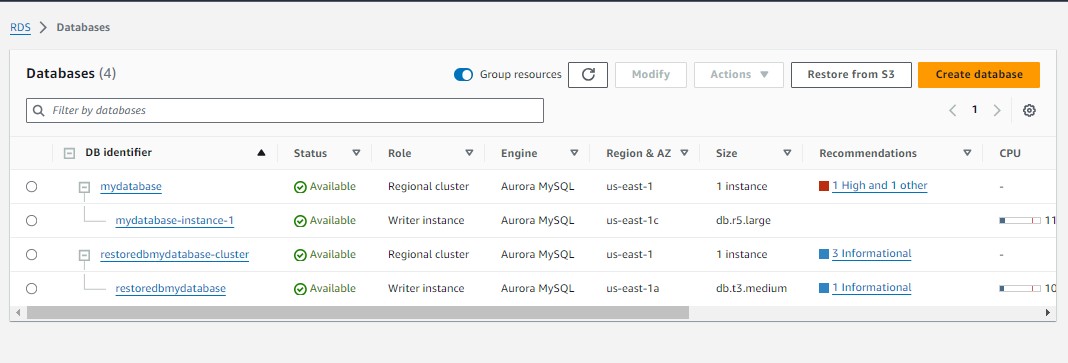 RDS > Databases
Databases (4) Group resources Modify Actions Restore from S3 Create database
Filter by databases 1
DB identifier Status Role Engine Region & AZ Size Recommendations CPU
mydatabase Available Regional cluster Aurora MySQL us-east-1 1 instance 1 High and 1 other -
mydatabase-instance-1 Available Writer instance Aurora MySQL us-east-1c db.r5.large 11
restoredbmydatabase-cluster Available Regional cluster Aurora MySQL us-east-1 1 instance 3 Informational -
restoredbmydatabase Available Writer instance Aurora MySQL us-east-1a db.t3.medium 1 Informational 10